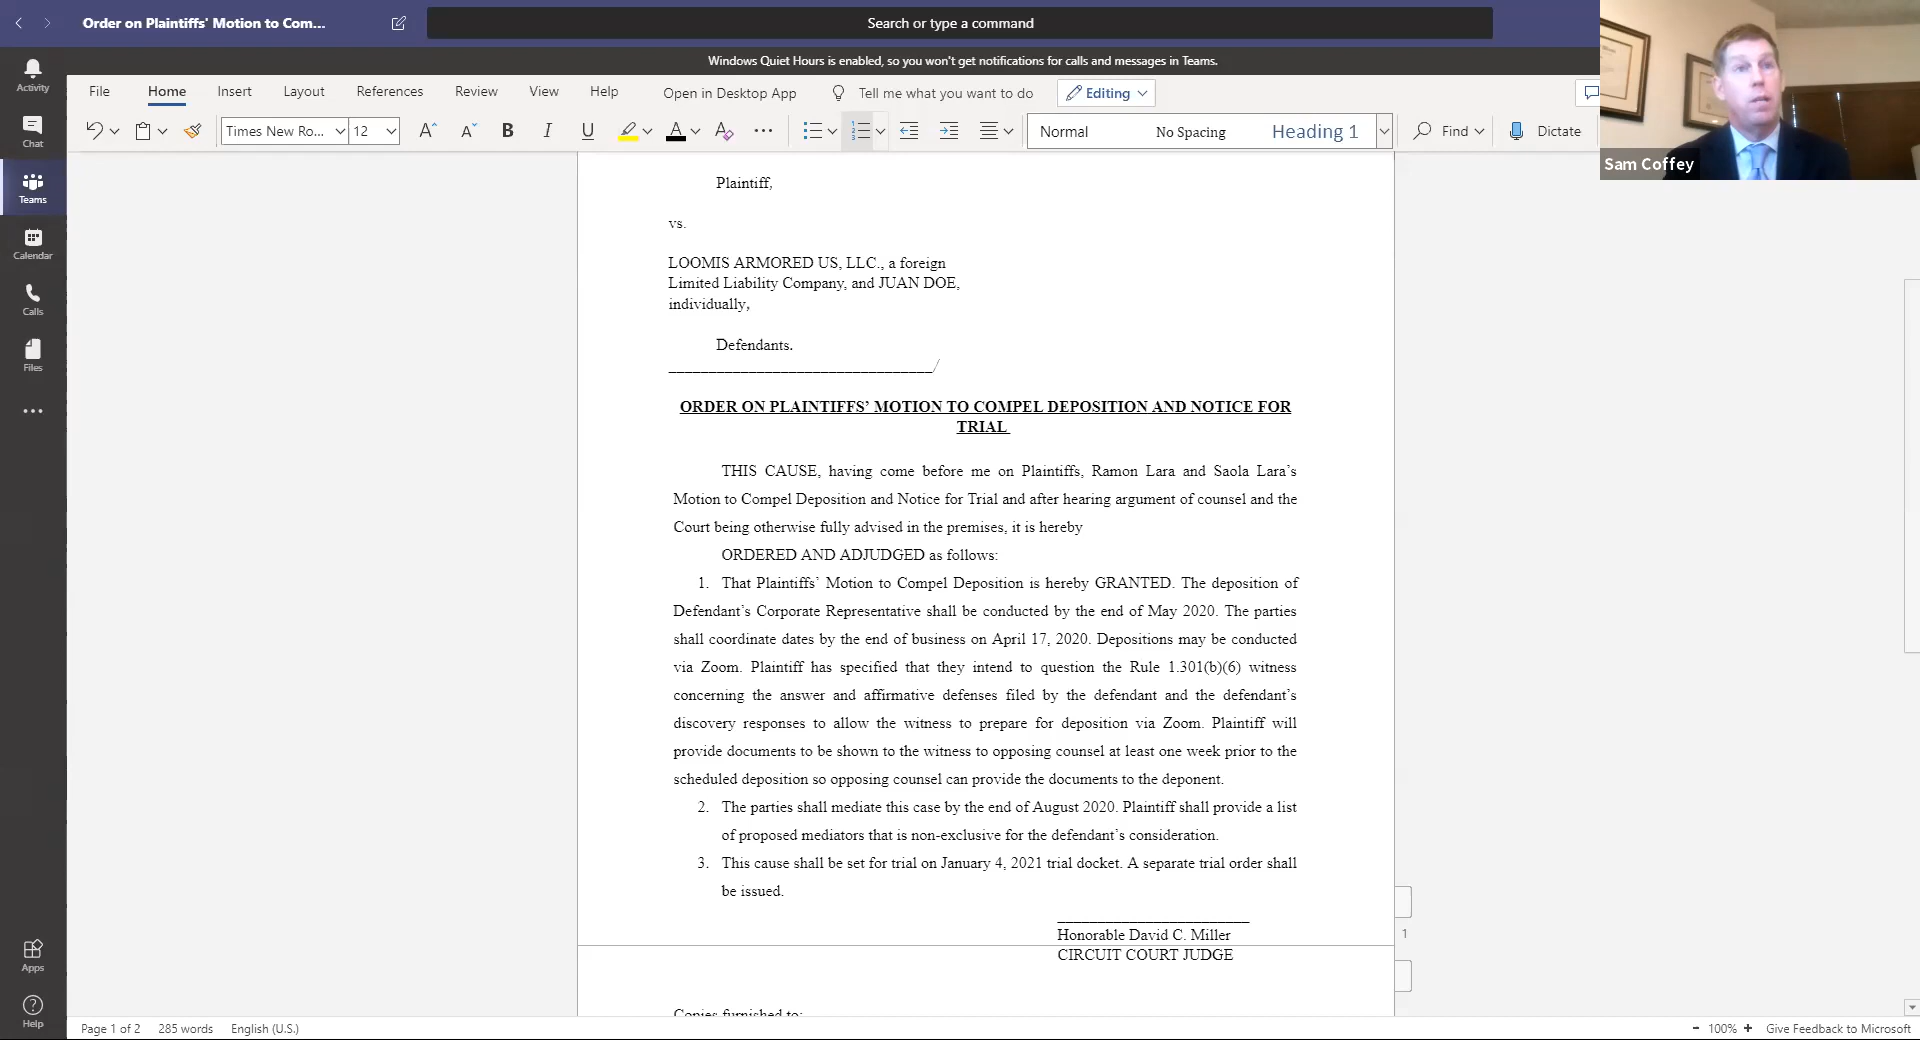 Order on Plaintiffs' Motion to Com...
Search or type a command
Windows Quiet Hours is enabled, so you won't get notifications for calls and messages in Teams.
Activity
Chat
Teams
Calendar
Calls
Files
Apps
Help
File Home Insert Layout References Review View Help Open in Desktop App Tell me what you want to do Editing
Times New Ro... 12 A A B I U A A Normal No Spacing Heading 1 Find Dictate
Sam Coffey
Plaintiff,
vs.
LOOMIS ARMORED US, LLC., a foreign
Limited Liability Company, and JUAN DOE,
individually,
Defendants.
_________________________________/
ORDER ON PLAINTIFFS’ MOTION TO COMPEL DEPOSITION AND NOTICE FOR
TRIAL
THIS CAUSE, having come before me on Plaintiffs, Ramon Lara and Saola Lara’s
Motion to Compel Deposition and Notice for Trial and after hearing argument of counsel and the
Court being otherwise fully advised in the premises, it is hereby
ORDERED AND ADJUDGED as follows:
1. That Plaintiffs’ Motion to Compel Deposition is hereby GRANTED. The deposition of
Defendant’s Corporate Representative shall be conducted by the end of May 2020. The parties
shall coordinate dates by the end of business on April 17, 2020. Depositions may be conducted
via Zoom. Plaintiff has specified that they intend to question the Rule 1.301(b)(6) witness
concerning the answer and affirmative defenses filed by the defendant and the defendant’s
discovery responses to allow the witness to prepare for deposition via Zoom. Plaintiff will
provide documents to be shown to the witness to opposing counsel at least one week prior to the
scheduled deposition so opposing counsel can provide the documents to the deponent.
2. The parties shall mediate this case by the end of August 2020. Plaintiff shall provide a list
of proposed mediators that is non-exclusive for the defendant’s consideration.
3. This cause shall be set for trial on January 4, 2021 trial docket. A separate trial order shall
be issued.
________________________
Honorable David C. Miller
CIRCUIT COURT JUDGE
1
Copies furnished to:
Page 1 of 2 285 words English (U.S.) - 100% + Give Feedback to Microsoft